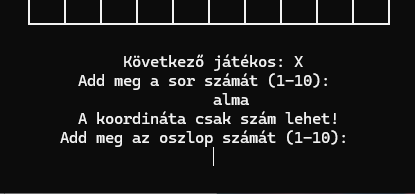 Következő játékos: X
Add meg a sor számát (1-10):
alma
A koordináta csak szám lehet!
Add meg az oszlop számát (1-10):